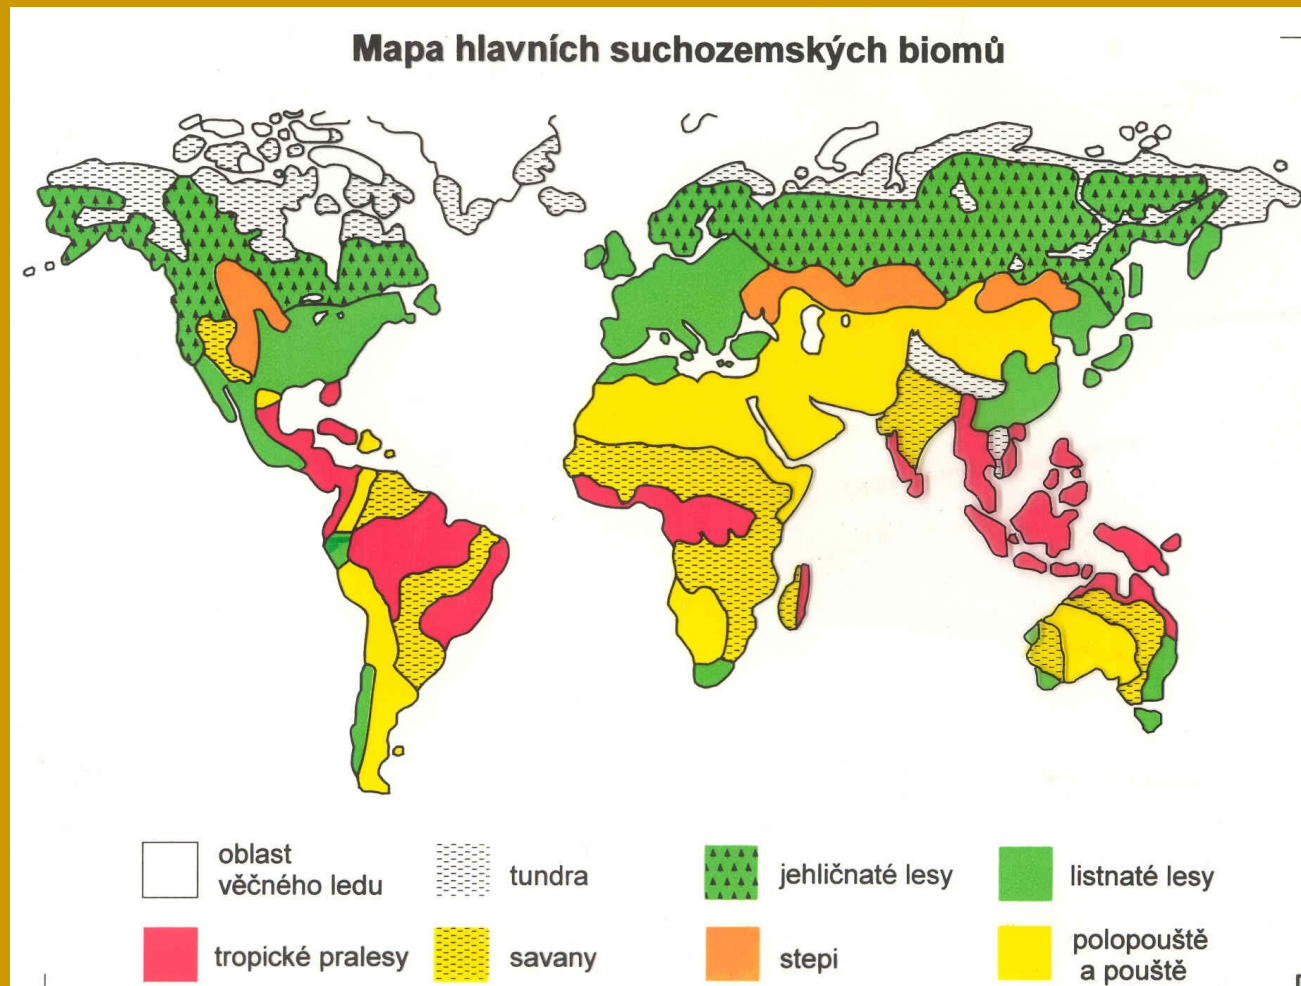 Mapa hlavních suchozemských biomů
oblast
věčného ledu
tundra
jehličnaté lesy
listnaté lesy
tropické pralesy
savany
stepi
polopouště
a pouště